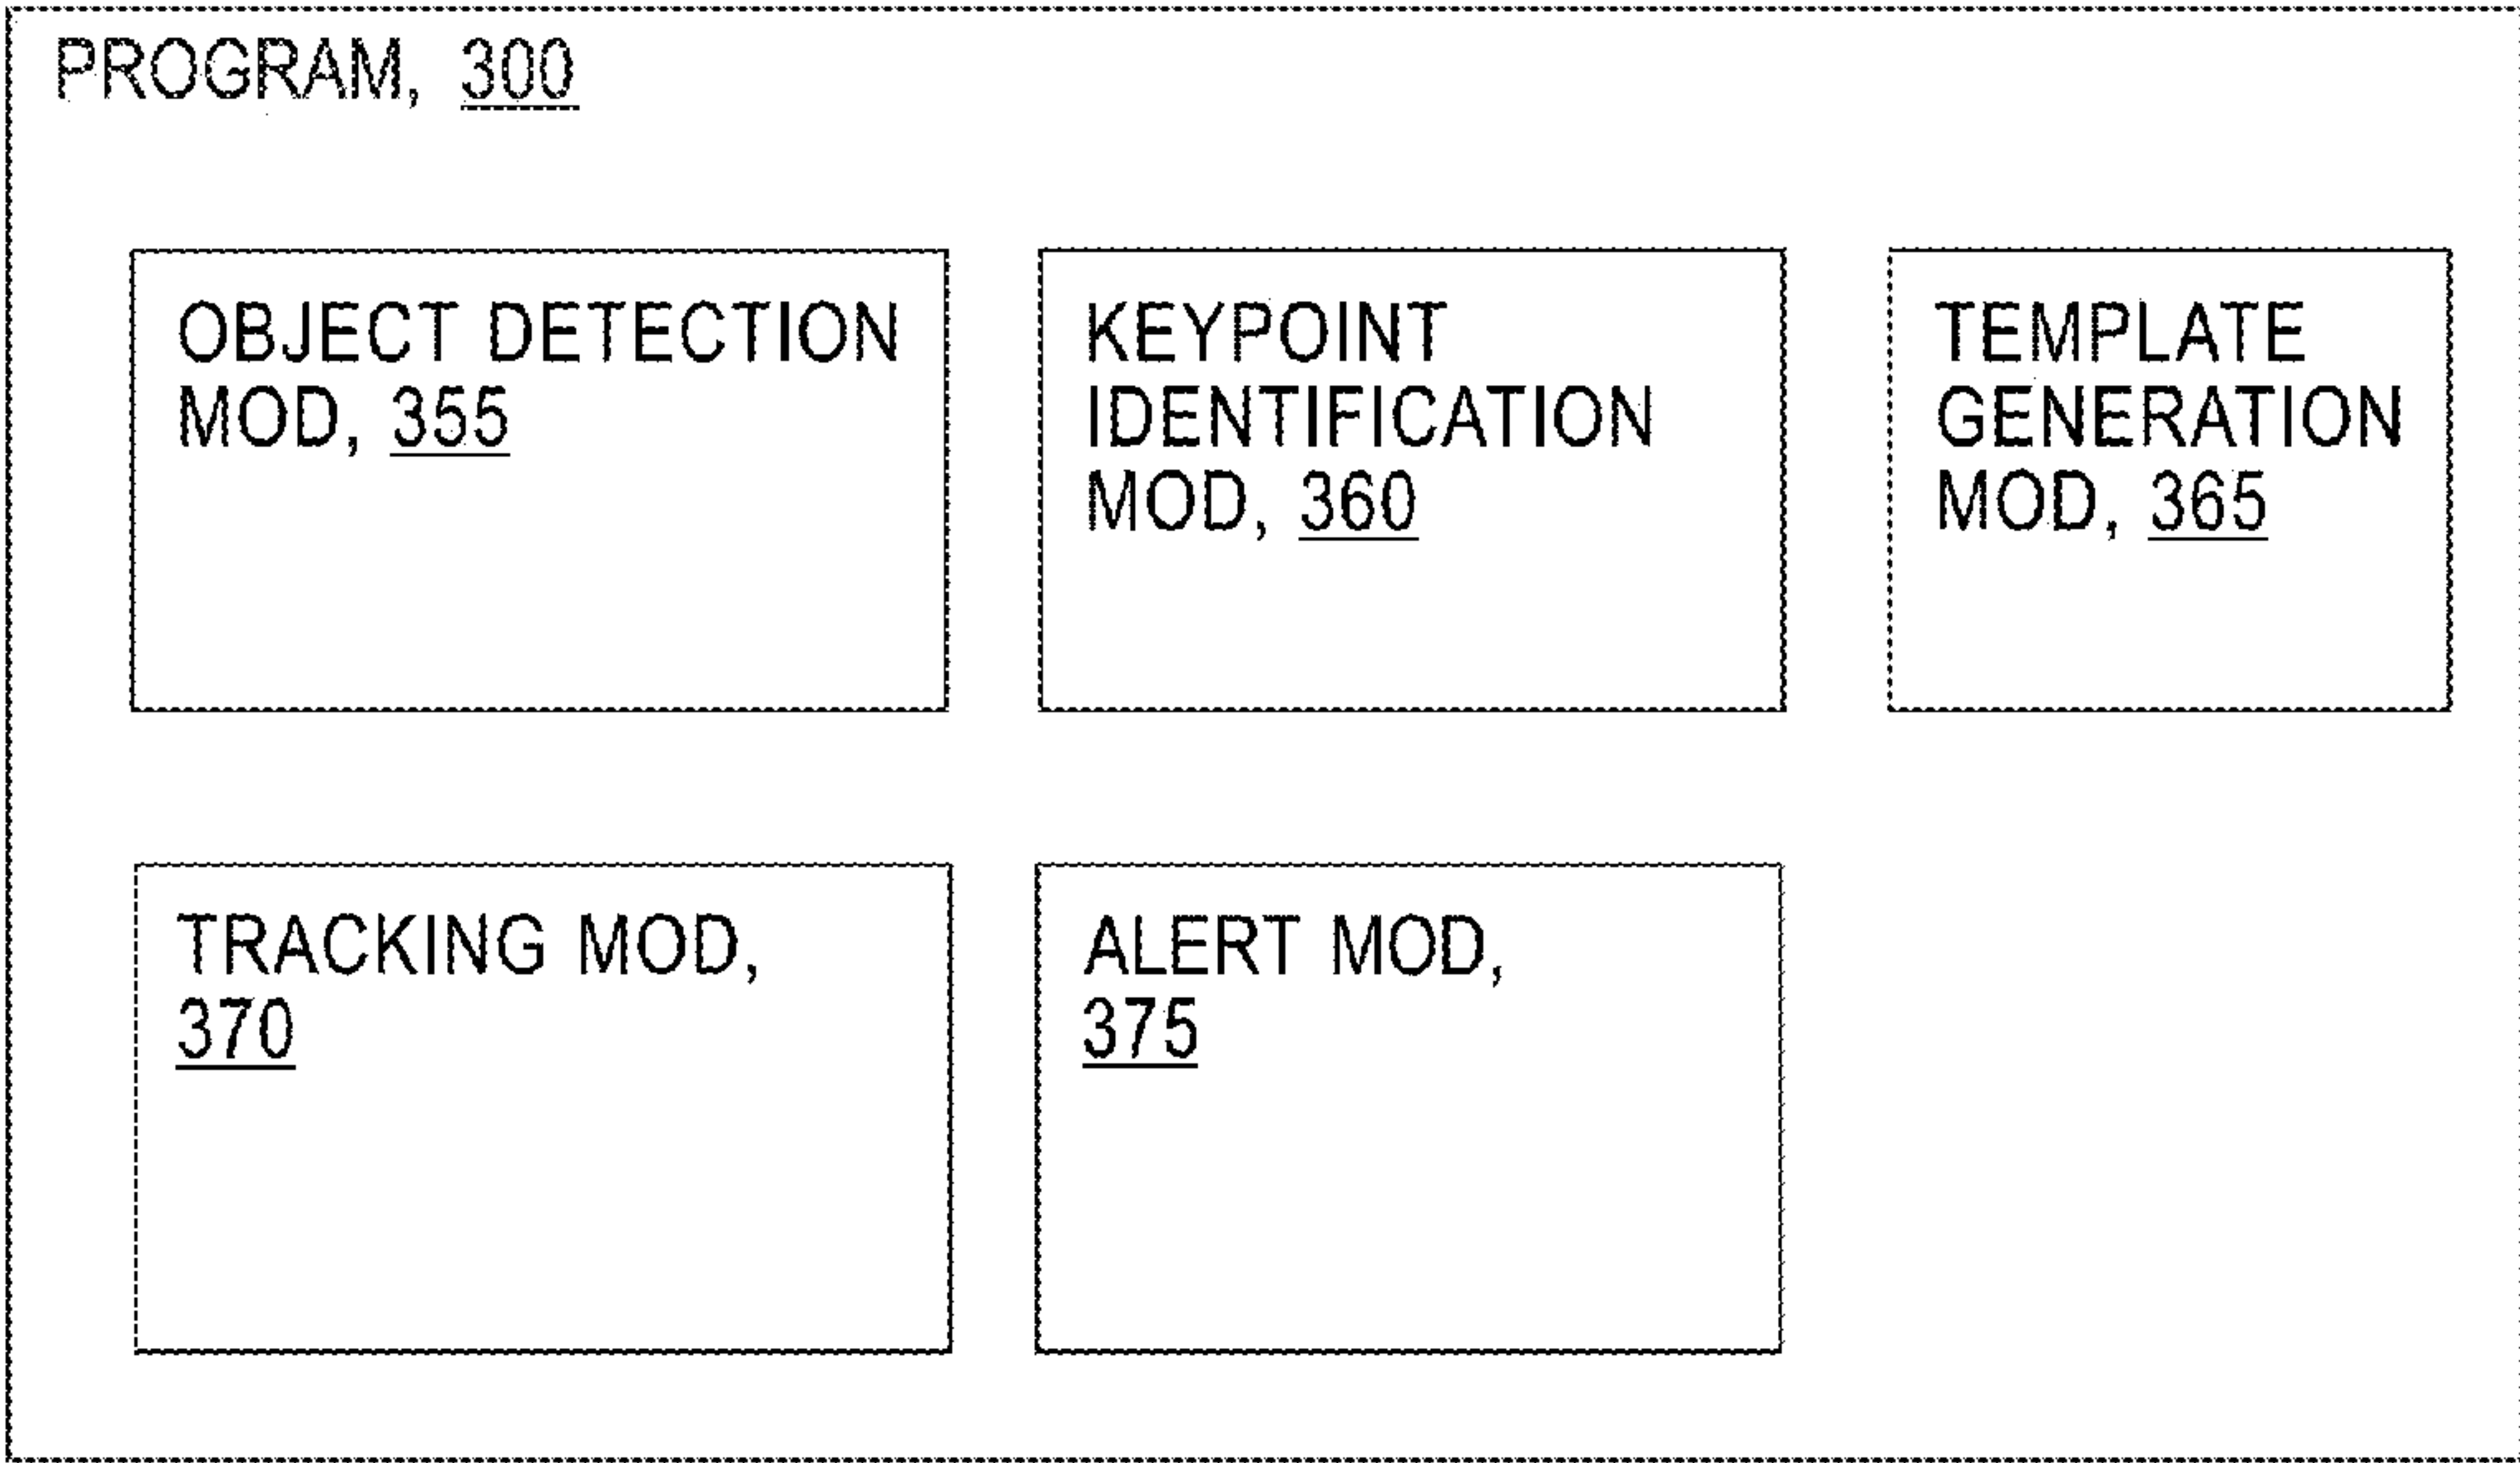 PROGRAM, 300
OBJECT DETECTION
MOD, 355
KEYPOINT
IDENTIFICATION
MOD, 360
TEMPLATE
GENERATION
MOD, 365
TRACKING MOD,
370
ALERT MOD,
375